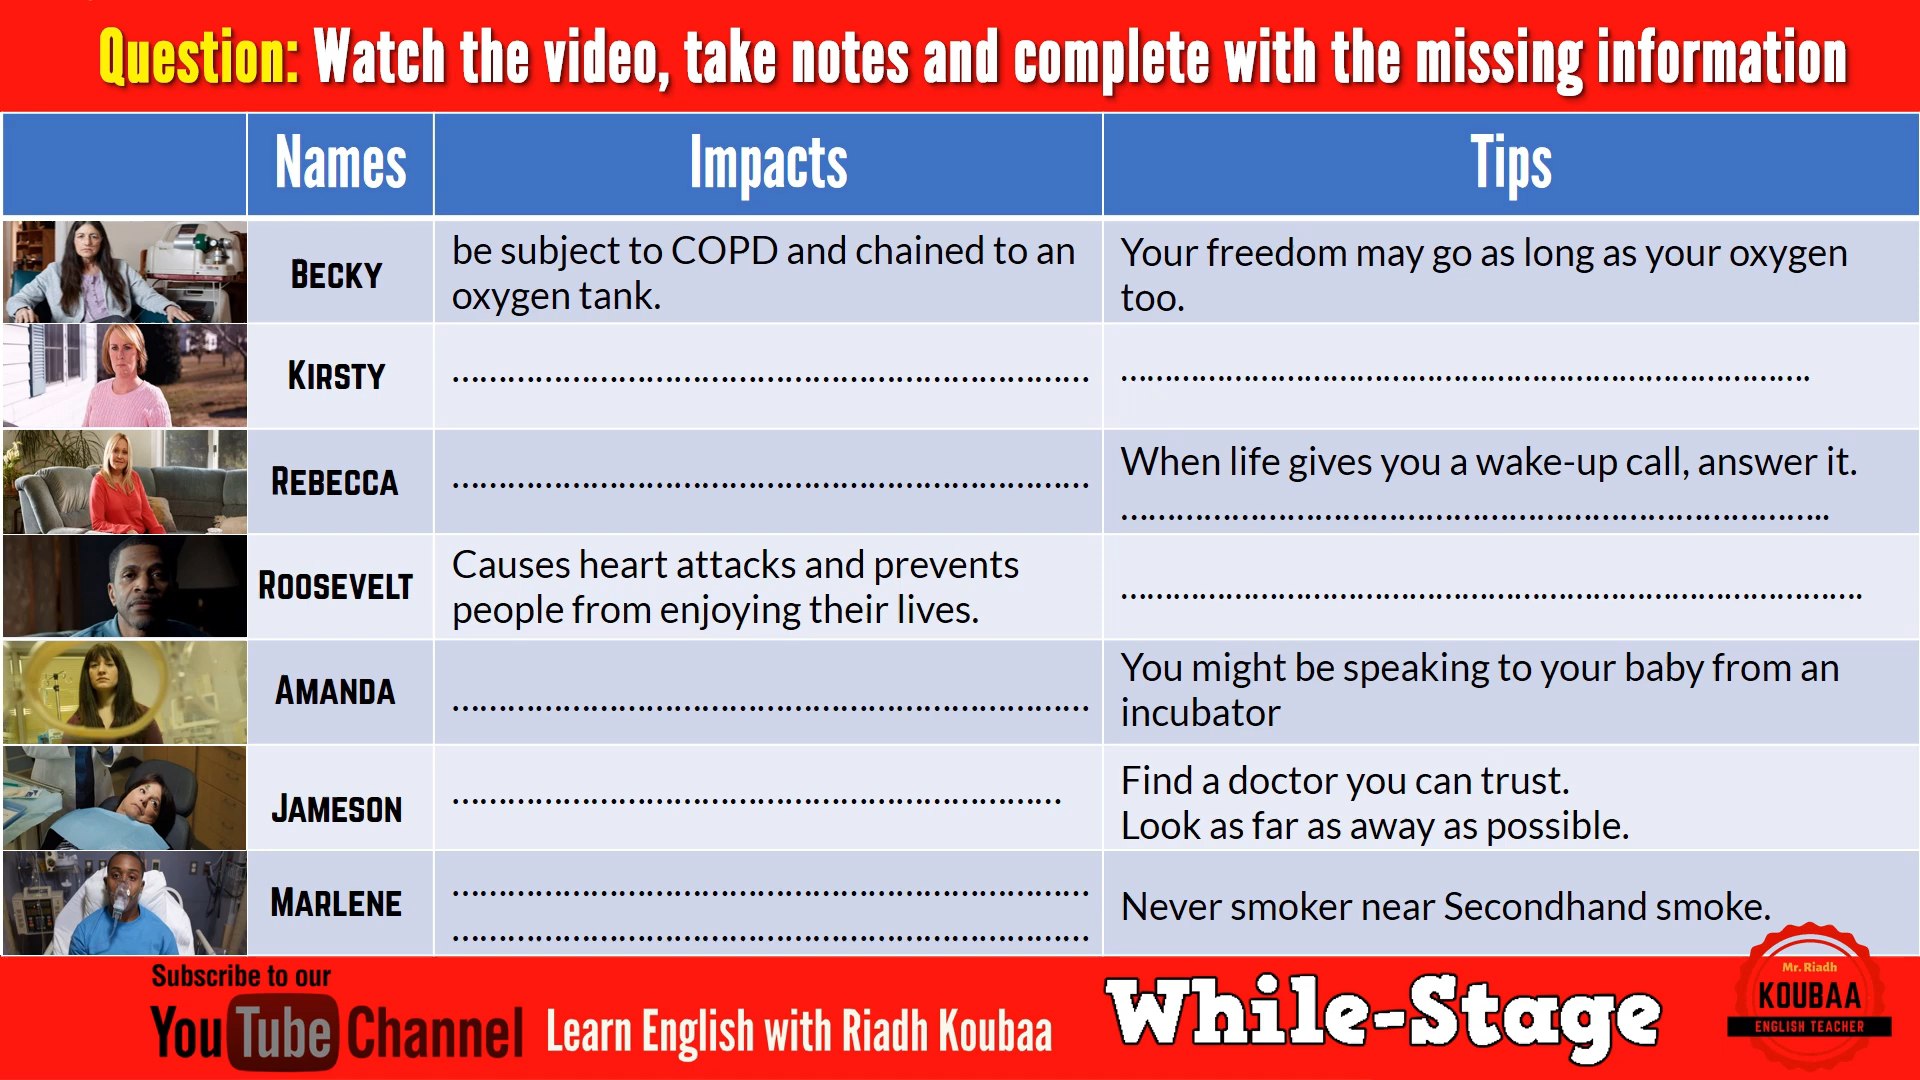 Question: Watch the video, take notes and complete with the missing information
Names
Impacts
Tips
BECKY
be subject to COPD and chained to an
oxygen tank.
Your freedom may go as long as your oxygen
too.
KIRSTY
................................................................
................................................................
REBECCA
................................................................
When life gives you a wake-up call, answer it.
................................................................
ROOSEVELT
Causes heart attacks and prevents
people from enjoying their lives.
................................................................
AMANDA
................................................................
You might be speaking to your baby from an
incubator
JAMESON
................................................................
Find a doctor you can trust.
Look as far as away as possible.
MARLENE
................................................................
................................................................
Never smoker near Secondhand smoke.
Subscribe to our
YouTube Channel
Learn English with Riadh Koubaa
While-Stage
Mr. Riadh
KOUBAA
ENGLISH TEACHER